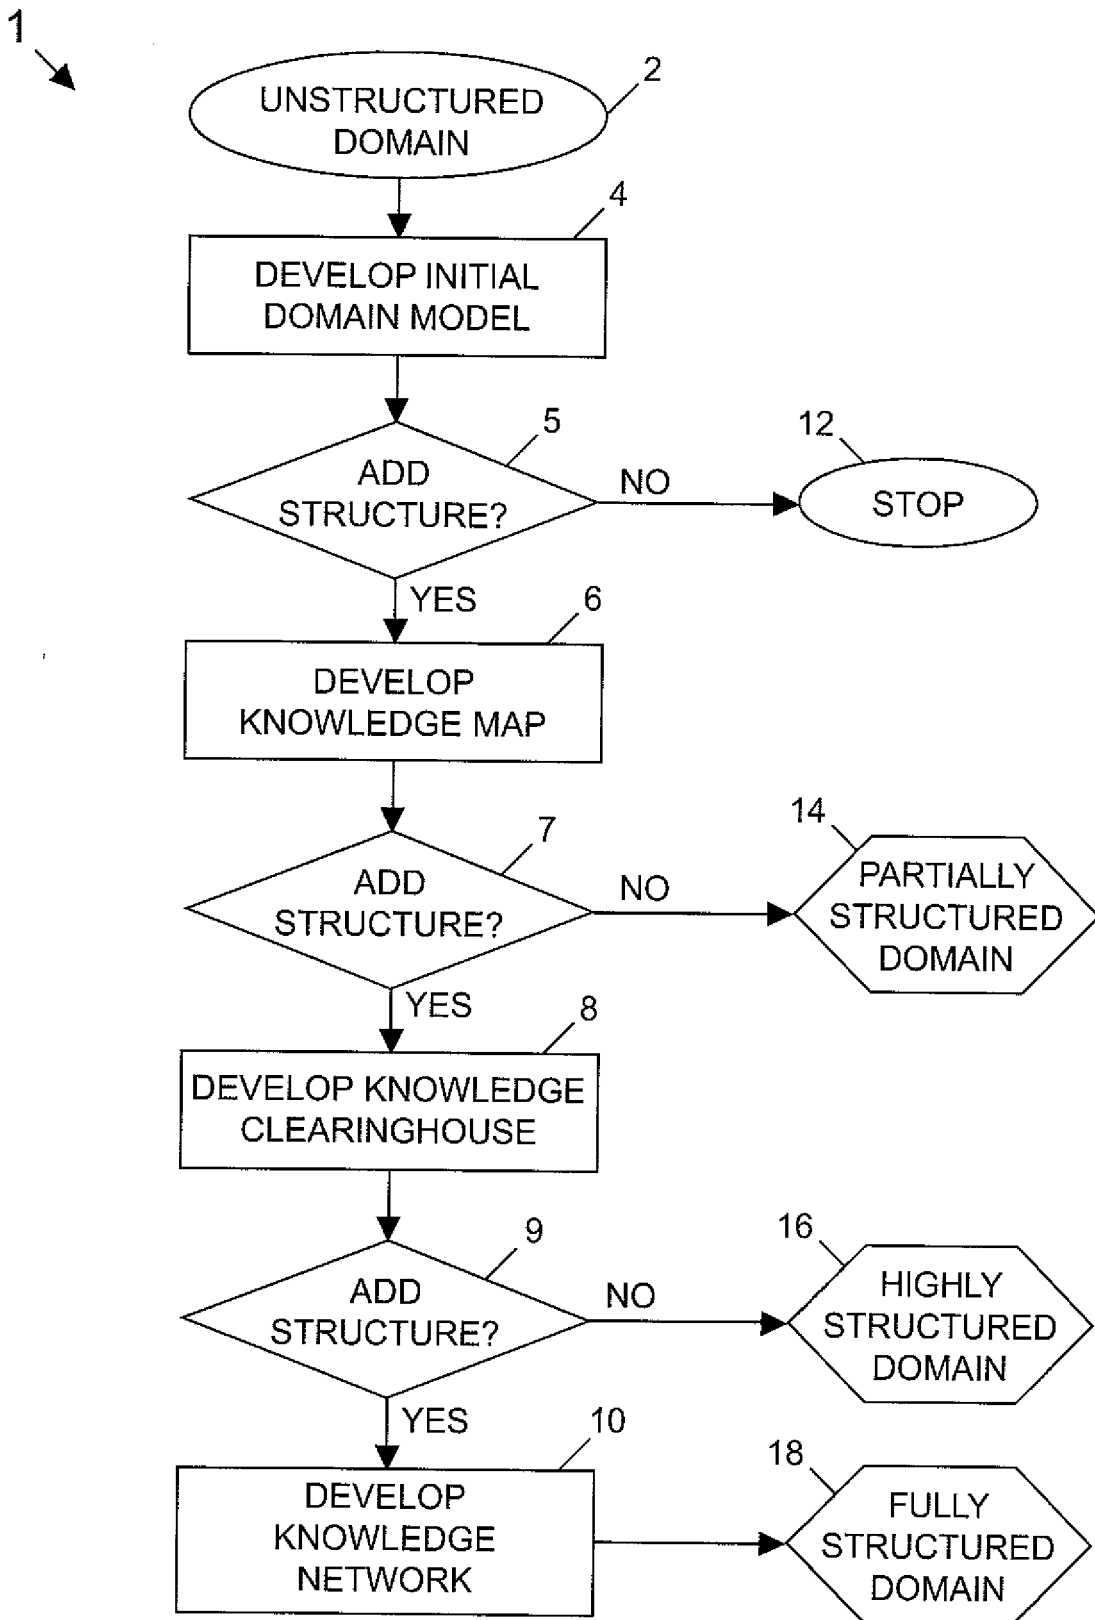 1
2
UNSTRUCTURED
DOMAIN
4
DEVELOP INITIAL
DOMAIN MODEL
5
12
ADD
STRUCTURE?
NO
STOP
YES
6
DEVELOP
KNOWLEDGE MAP
14
7
ADD
STRUCTURE?
NO
PARTIALLY
STRUCTURED
DOMAIN
YES
8
DEVELOP KNOWLEDGE
CLEARINGHOUSE
16
9
ADD
STRUCTURE?
NO
HIGHLY
STRUCTURED
DOMAIN
YES
10
18
DEVELOP
KNOWLEDGE
NETWORK
FULLY
STRUCTURED
DOMAIN